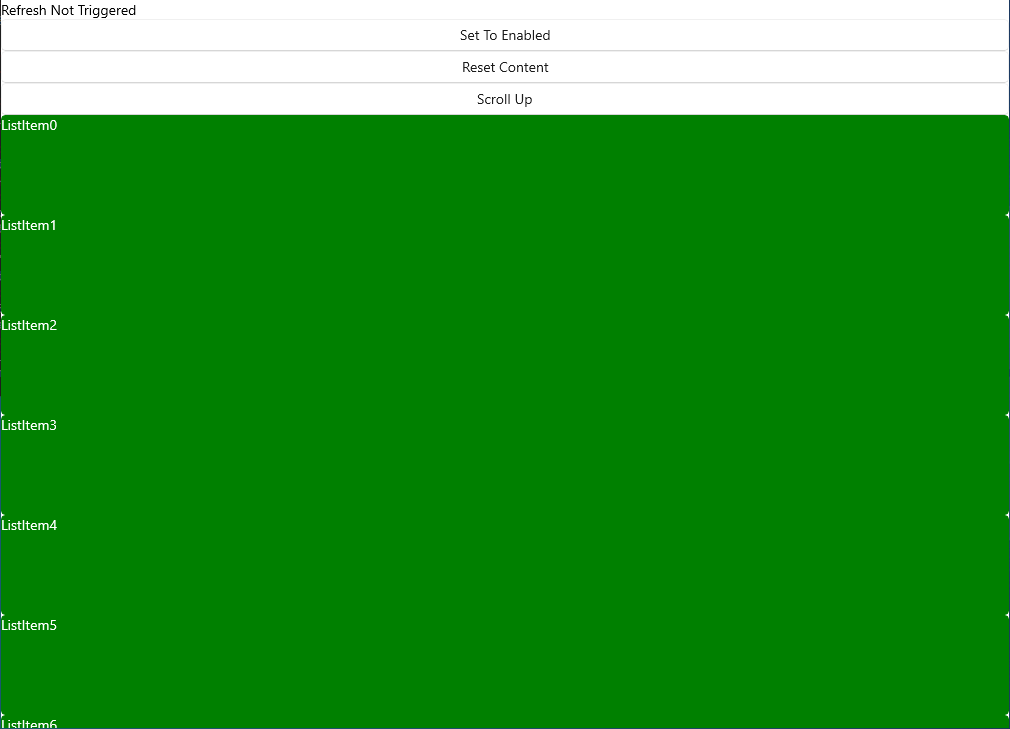 Refresh Not Triggered
Set To Enabled
Reset Content
Scroll Up
ListItem0
ListItem1
ListItem2
ListItem3
ListItem4
ListItem5
ListItem6